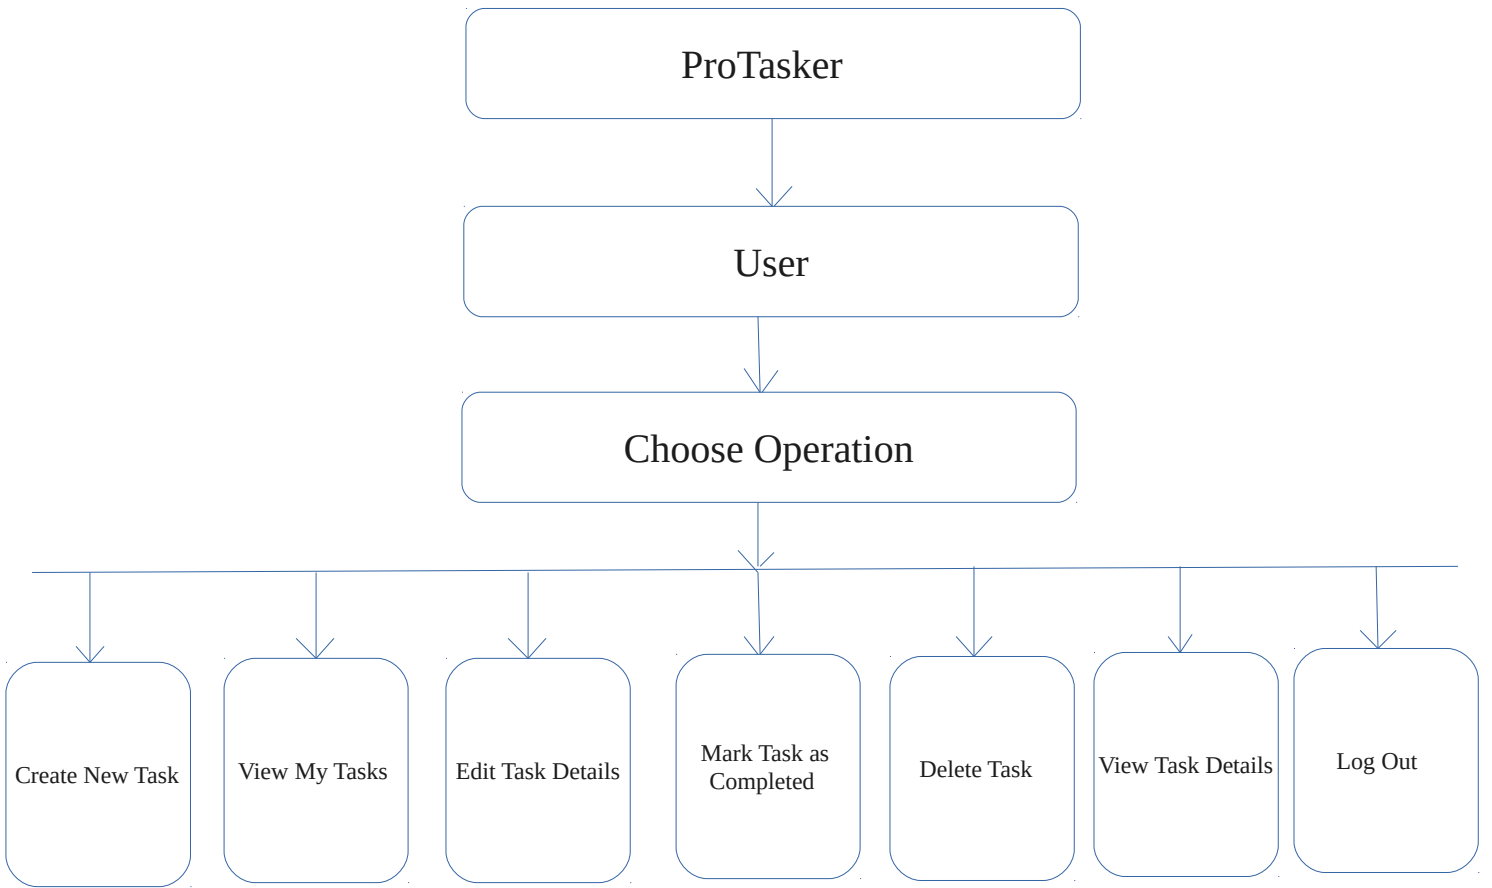 ProTasker
User
Choose Operation
Create New Task
View My Tasks
Edit Task Details
Mark Task as
Completed
Delete Task
View Task Details
Log Out